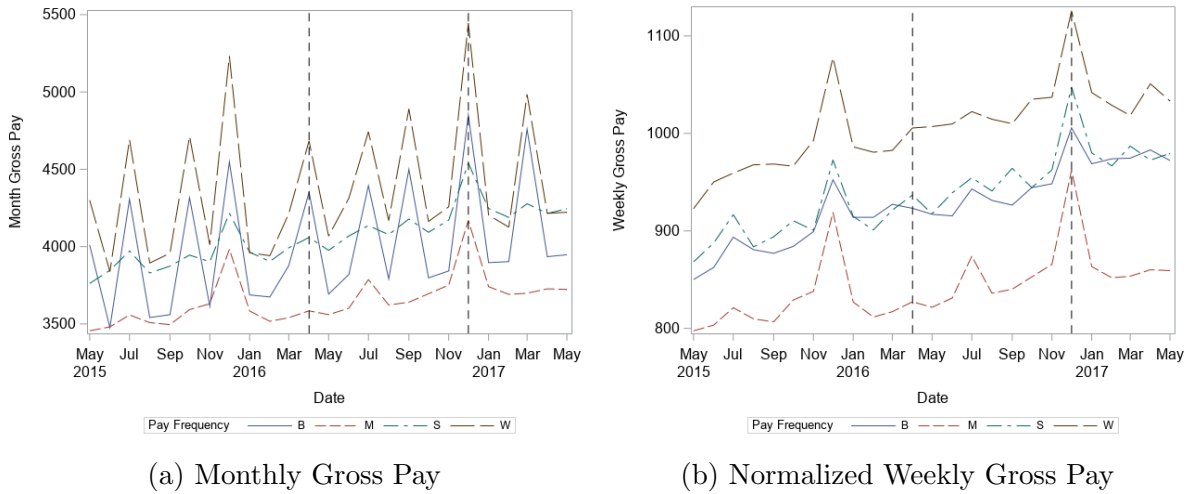 5500
5000
4500
4000
3500
Month Gross Pay
May Jul Sep Nov Jan Mar May Jul Sep Nov Jan Mar May
2015 2016 2017
Date
Pay Frequency B M S W
(a) Monthly Gross Pay
1100
1000
900
800
Weekly Gross Pay
May Jul Sep Nov Jan Mar May Jul Sep Nov Jan Mar May
2015 2016 2017
Date
Pay Frequency B M S W
(b) Normalized Weekly Gross Pay